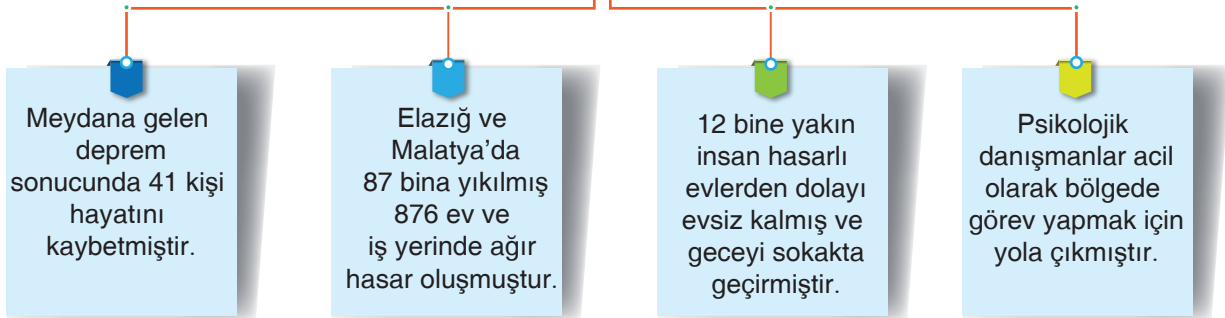 Meydana gelen
deprem
sonucunda 41 kişi
hayatını
kaybetmiştir.
Elazığ ve
Malatya’da
87 bina yıkılmış
876 ev ve
iş yerinde ağır
hasar oluşmuştur.
12 bine yakın
insan hasarlı
evlerden dolayı
evsiz kalmış ve
geceyi sokakta
geçirmiştir.
Psikolojik
danışmanlar acil
olarak bölgede
görev yapmak için
yola çıkmıştır.